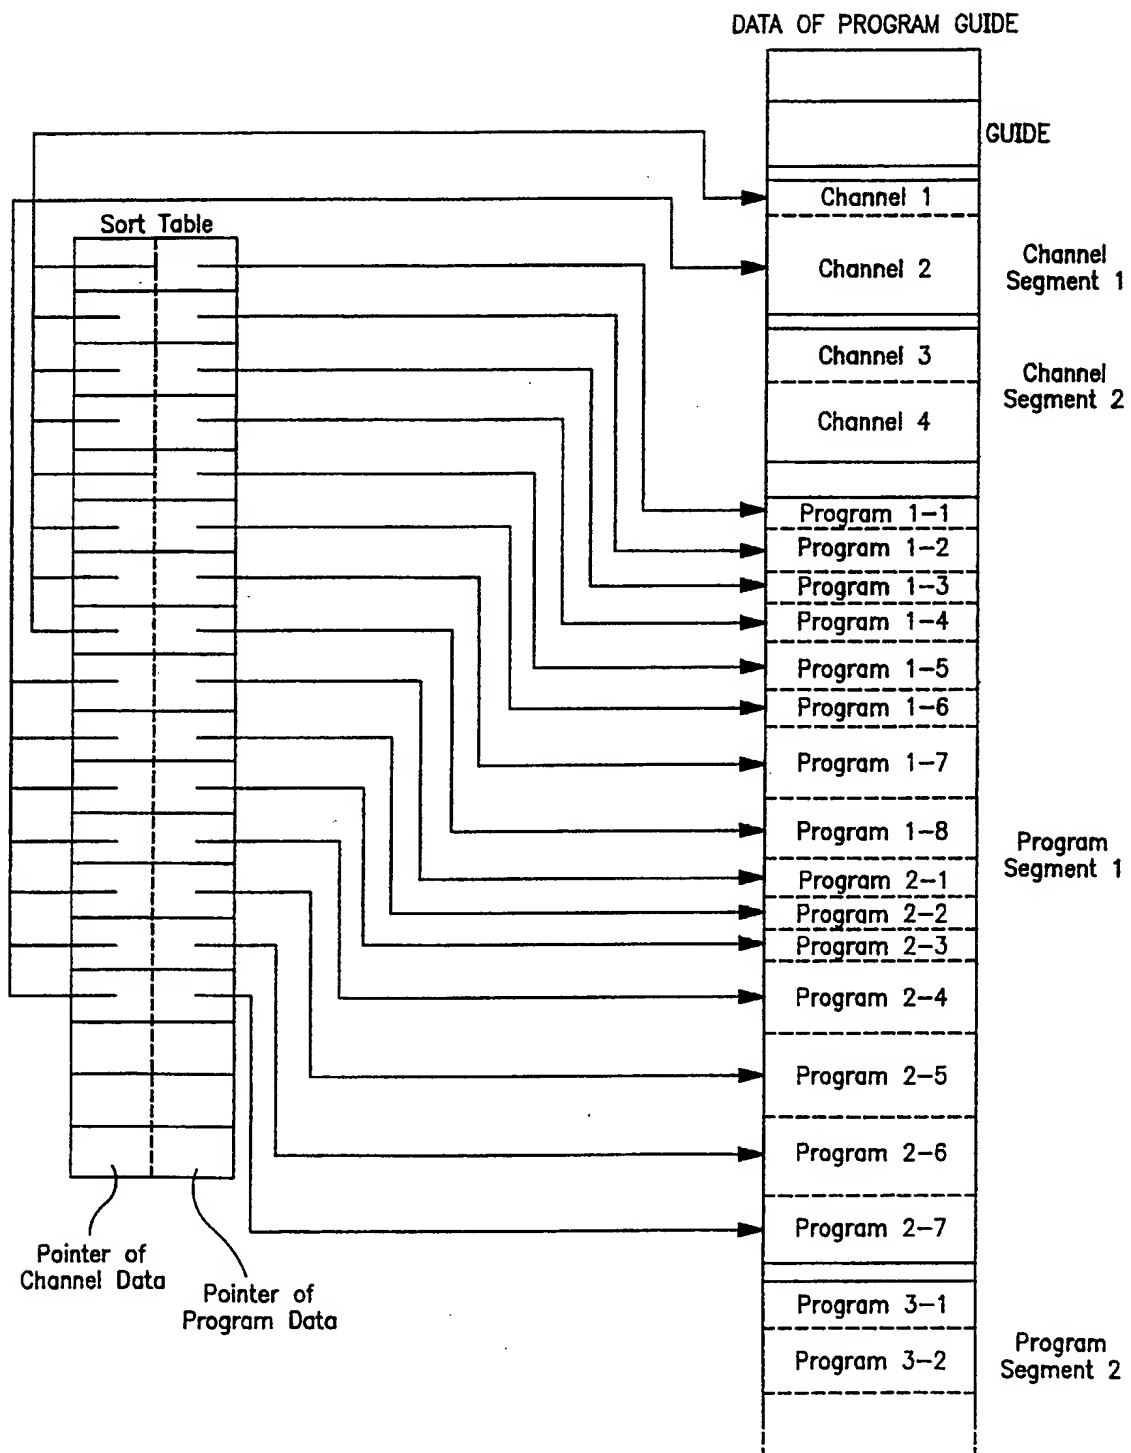 DATA OF PROGRAM GUIDE
GUIDE
Channel 1
Channel 2
Channel
Segment 1
Channel 3
Channel 4
Channel
Segment 2
Sort Table
Program 1-1
Program 1-2
Program 1-3
Program 1-4
Program 1-5
Program 1-6
Program 1-7
Program 1-8
Program 2-1
Program 2-2
Program 2-3
Program 2-4
Program 2-5
Program 2-6
Program 2-7
Program
Segment 1
Pointer of
Channel Data
Pointer of
Program Data
Program 3-1
Program 3-2
Program
Segment 2